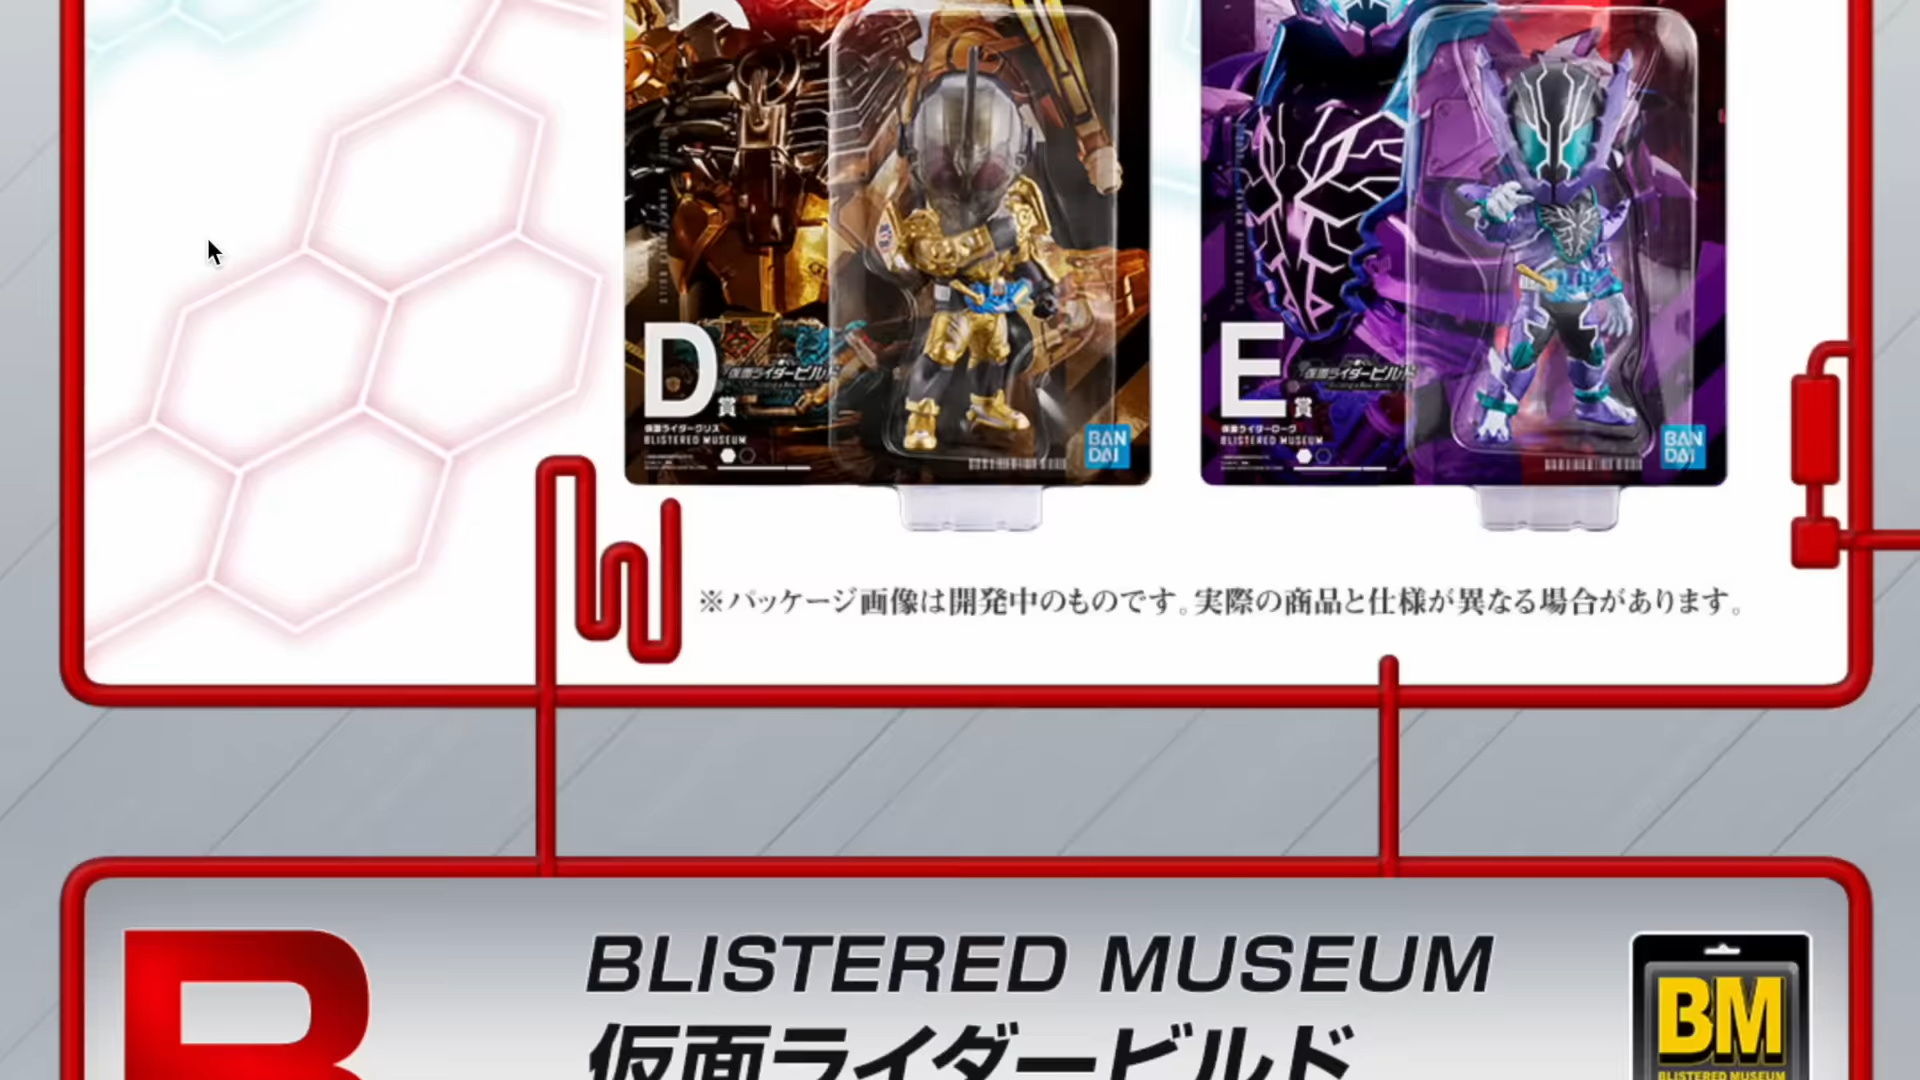 D賞
仮面ライダービルド
仮面ライダーグリス
BLISTERED MUSEUM
BAN
DAI
E賞
仮面ライダービルド
仮面ライダーローグ
BLISTERED MUSEUM
BAN
DAI
※パッケージ画像は開発中のものです。実際の商品と仕様が異なる場合があります。
B
BLISTERED MUSEUM
仮面ライダービルド
BM
BLISTERED MUSEUM